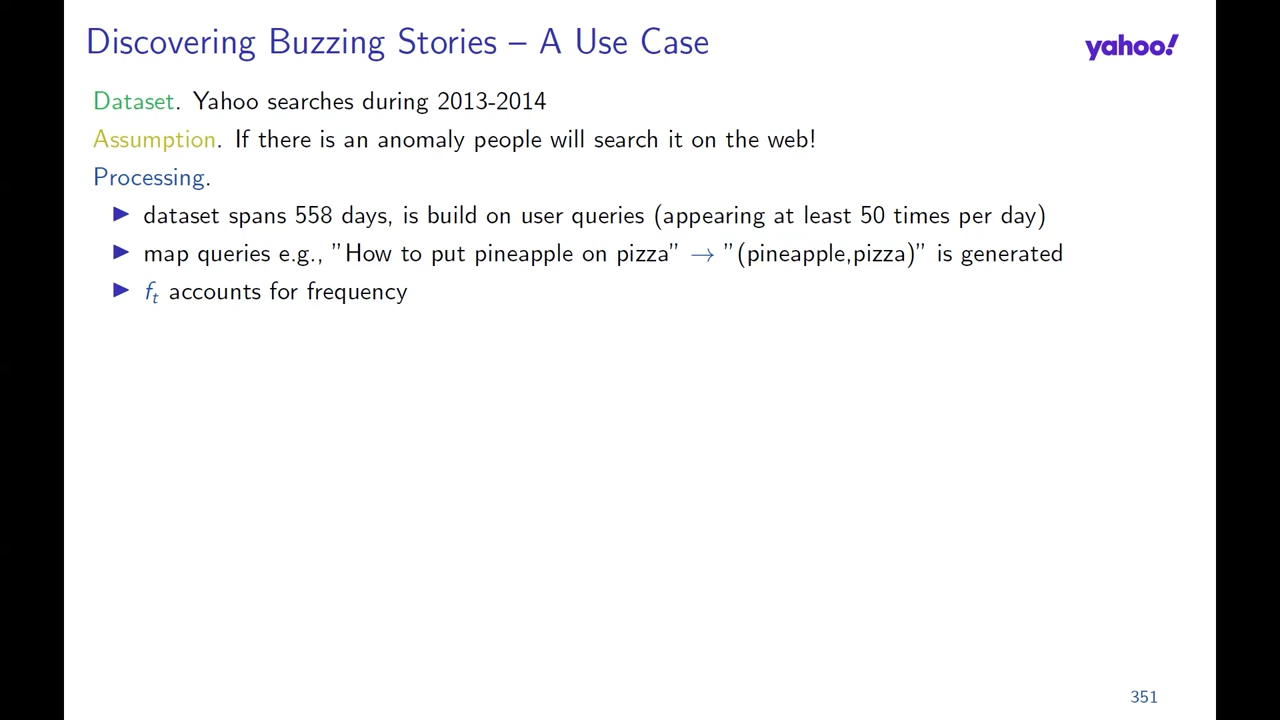 Discovering Buzzing Stories – A Use Case
yahoo!
Dataset. Yahoo searches during 2013-2014
Assumption. If there is an anomaly people will search it on the web!
Processing.
▶ dataset spans 558 days, is build on user queries (appearing at least 50 times per day)
▶ map queries e.g., ”How to put pineapple on pizza” → ”(pineapple,pizza)” is generated
▶ fₜ accounts for frequency
351